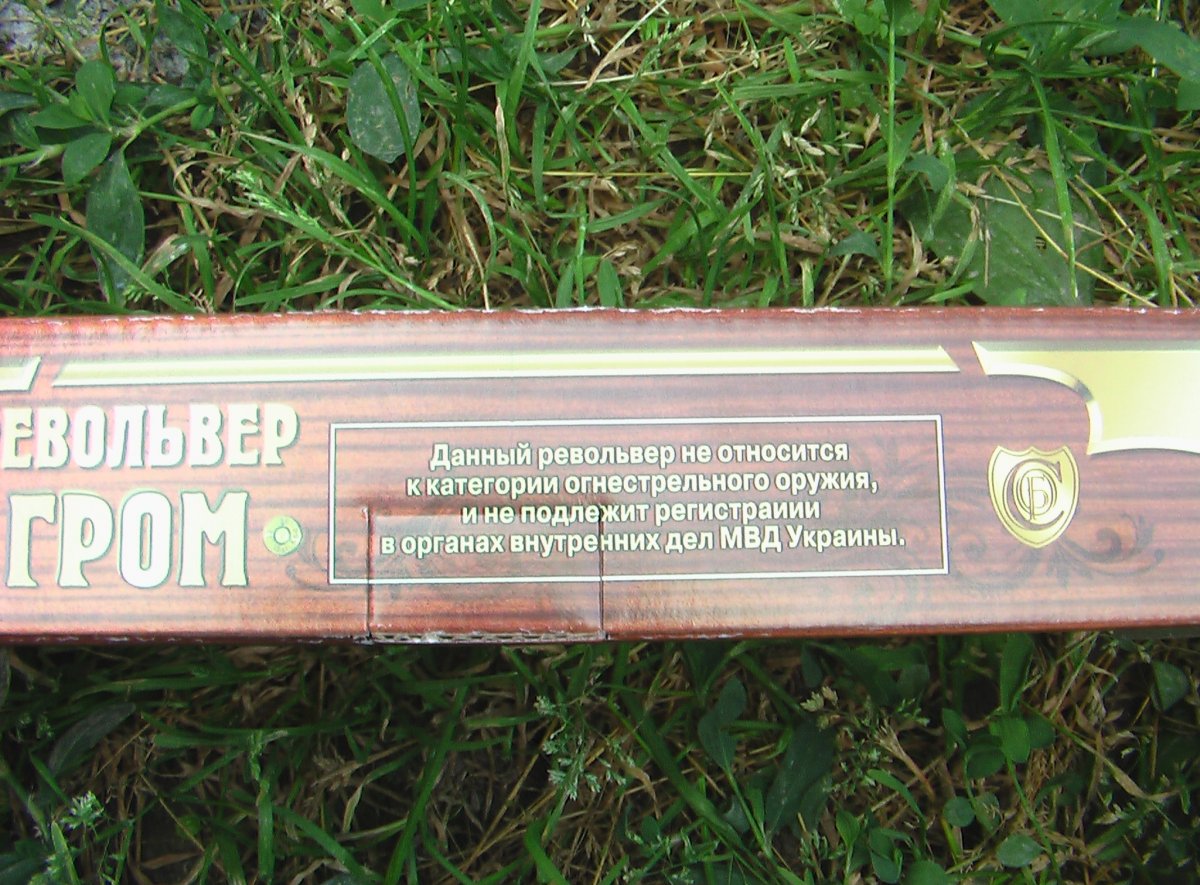 ЕВОЛЬВЕР
ГРОМ
Данный револьвер не относится
к категории огнестрельного оружия,
и не подлежит регистраиии
в органах внутренних дел МВД Украины.